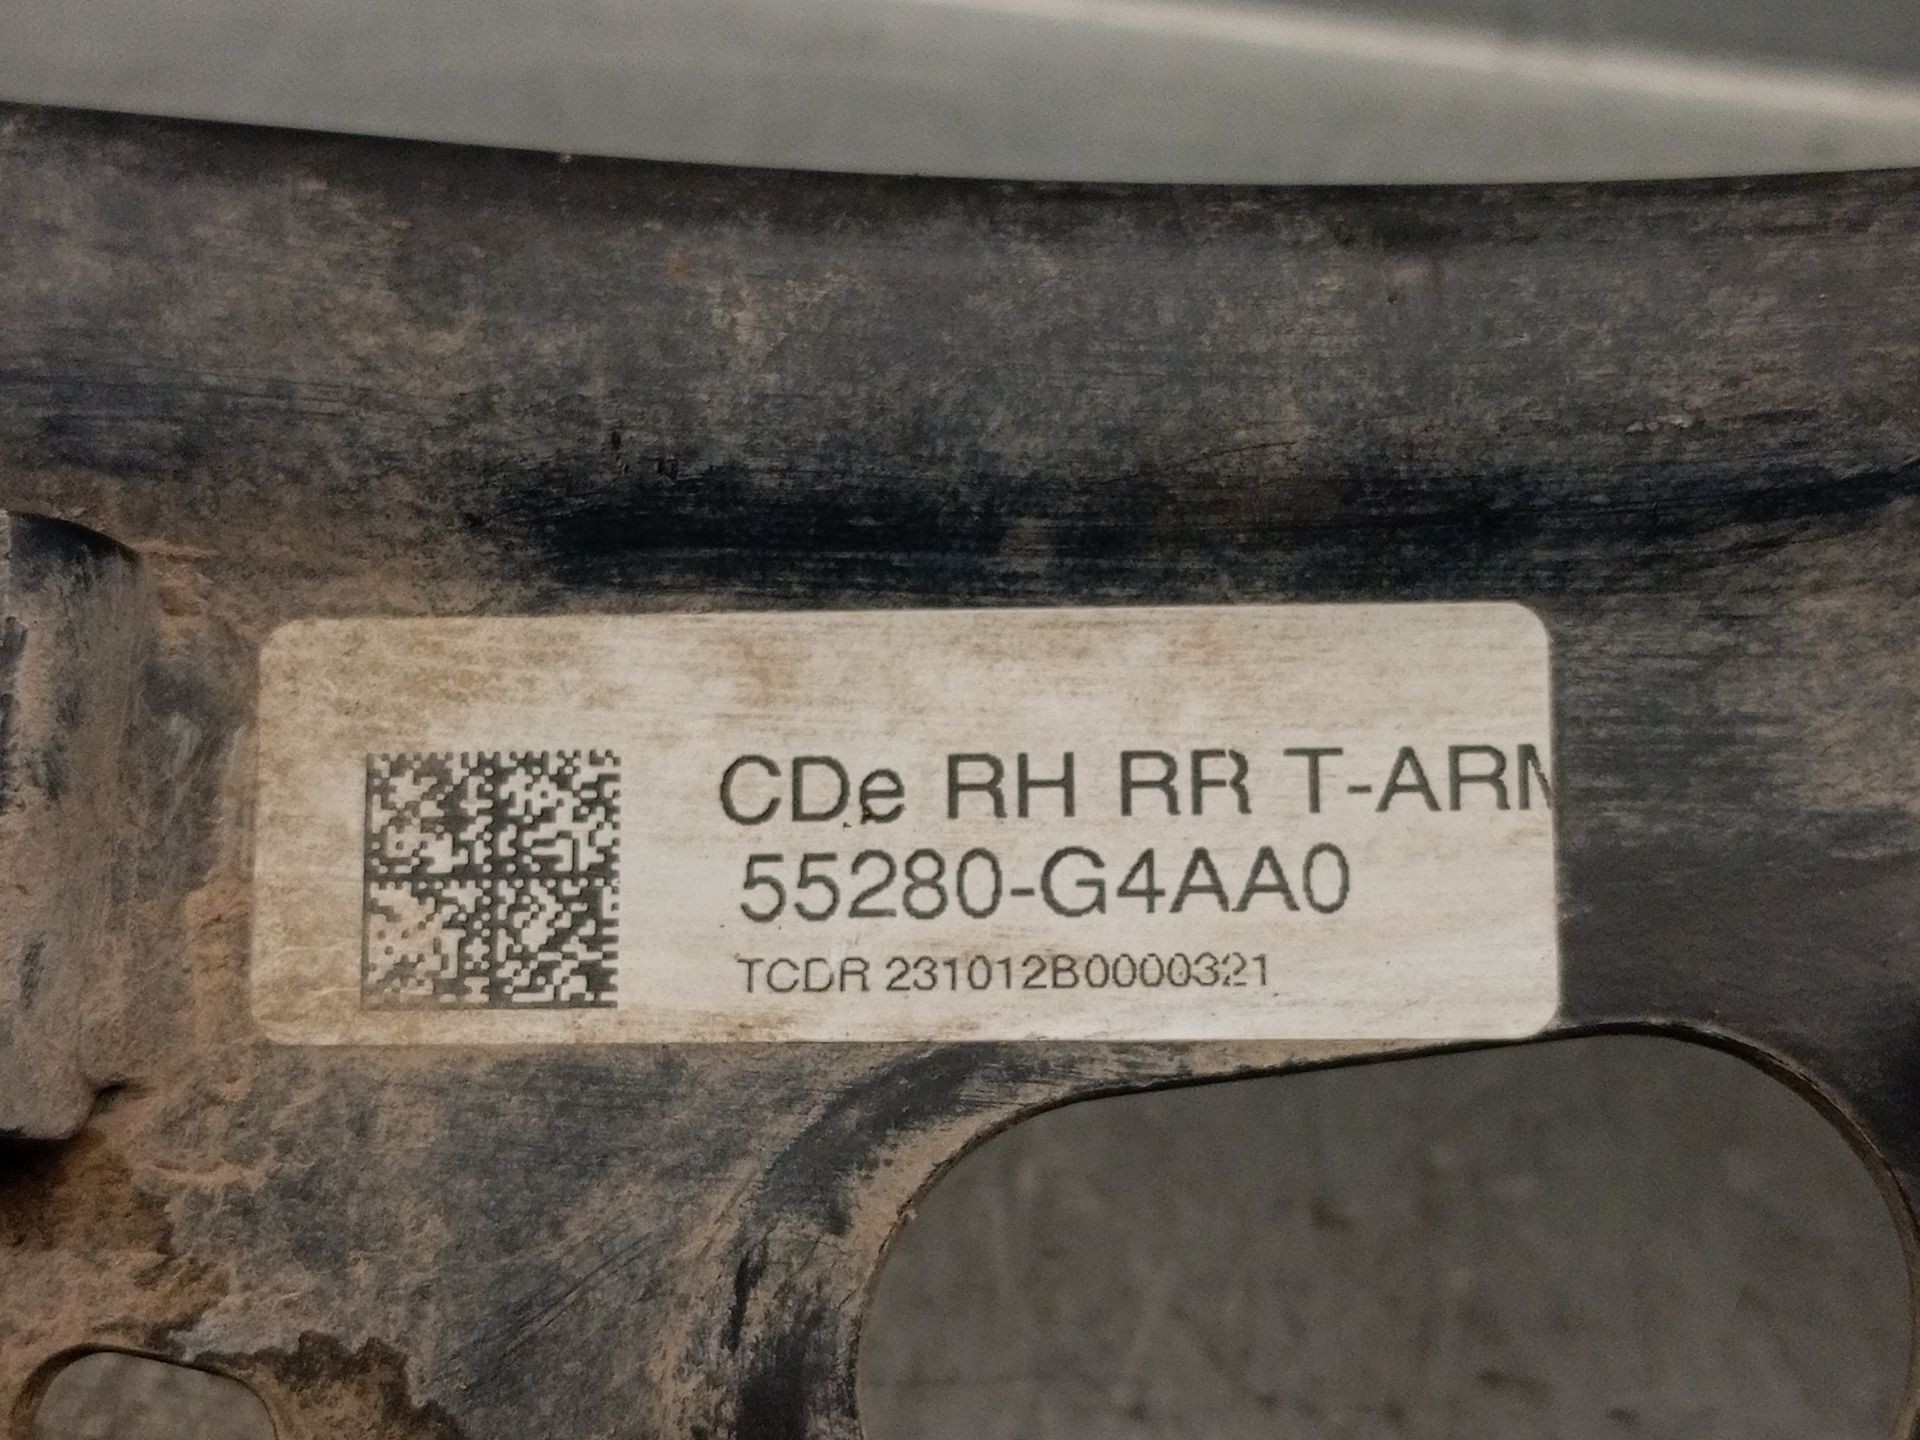 CDe RH RR T-ARM
55280-G4AA0
TCDR 231012B0000321